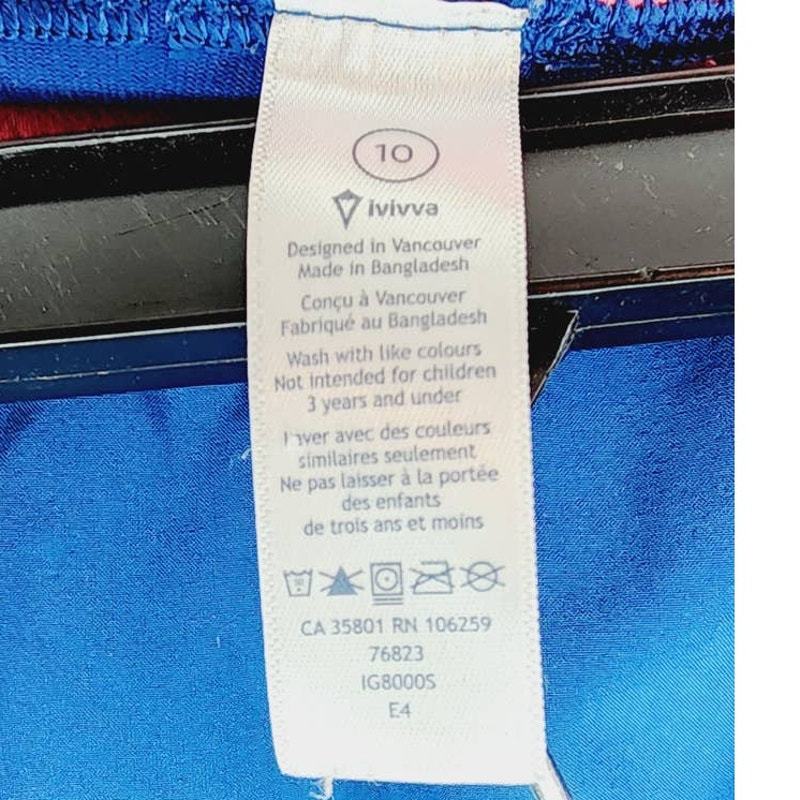 10
ivivva
Designed in Vancouver
Made in Bangladesh
Conçu à Vancouver
Fabriqué au Bangladesh
Wash with like colours
Not intended for children
3 years and under
avec des couleurs
similaires seulement
Ne pas laisser à la portée
des enfants
de trois ans et moins
CA 35801 RN 106259
76823
IG8000S
E4